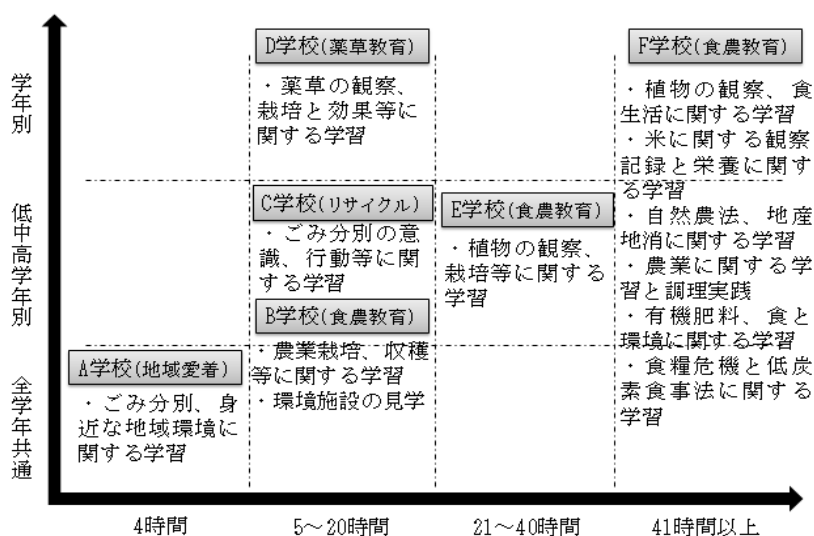 学年別
低中高学年別
全学年共通
D学校(薬草教育)
・薬草の観察、
栽培と効果等に
関する学習
F学校(食農教育)
・植物の観察、食
生活に関する学習
・米に関する観察
記録と栄養に関す
る学習
・自然農法、地産
地消に関する学習
・農業に関する学
習と調理実践
・有機肥料、食と
環境に関する学習
・食糧危機と低炭
素食事法に関する
学習
C学校(リサイクル)
・ごみ分別の意
識、行動等に関
する学習
E学校(食農教育)
・植物の観察、
栽培等に関する
学習
B学校(食農教育)
・農業栽培、収穫
等に関する学習
・環境施設の見学
A学校(地域愛着)
・ごみ分別、身
近な地域環境に
関する学習
4時間
5～20時間
21～40時間
41時間以上